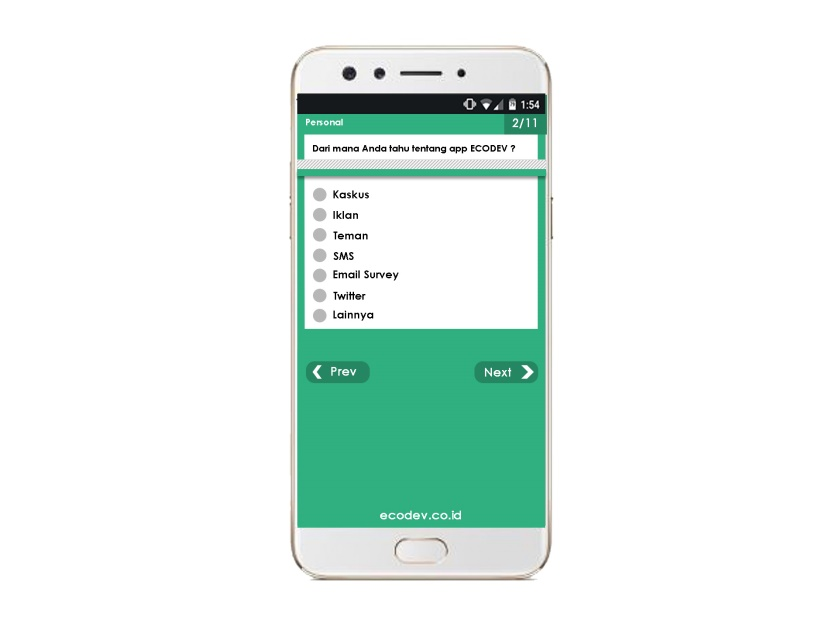 1:54
Personal
2/11
Dari mana Anda tahu tentang app ECODEV ?
Kaskus
Iklan
Teman
SMS
Email Survey
Twitter
Lainnya
Prev
Next
ecodev.co.id